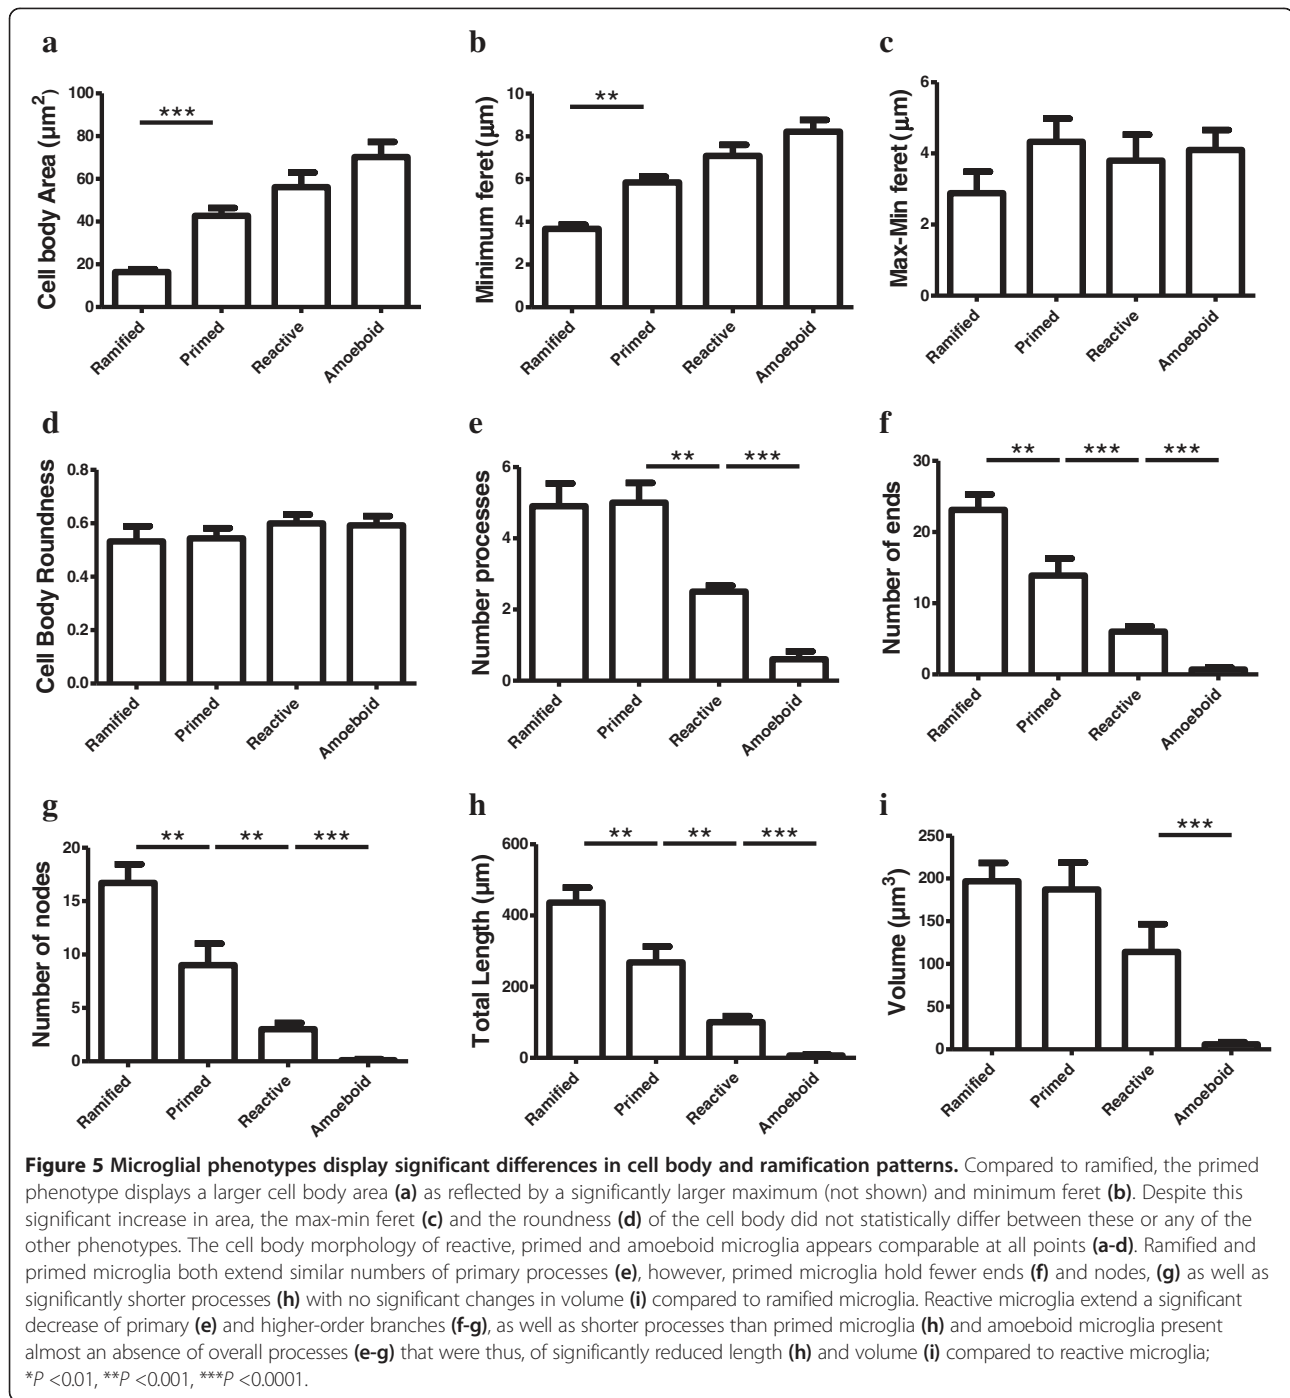 a
b
c
100
80
60
40
20
0
Cell body Area (µm²)
***
Ramified
Primed
Reactive
Amoeboid
10
8
6
4
2
0
Minimum feret (µm)
**
Ramified
Primed
Reactive
Amoeboid
6
4
2
0
Max-Min feret (µm)
Ramified
Primed
Reactive
Amoeboid
d
e
f
0.8
0.6
0.4
0.2
0.0
Cell Body Roundness
Ramified
Primed
Reactive
Amoeboid
6
4
2
0
Number processes
** ***
Ramified
Primed
Reactive
Amoeboid
30
20
10
0
Number of ends
** *** ***
Ramified
Primed
Reactive
Amoeboid
g
h
i
20
15
10
5
0
Number of nodes
** ** ***
Ramified
Primed
Reactive
Amoeboid
600
400
200
0
Total Length (µm)
** ** ***
Ramified
Primed
Reactive
Amoeboid
250
200
150
100
50
0
Volume (µm³)
***
Ramified
Primed
Reactive
Amoeboid
Figure 5 Microglial phenotypes display significant differences in cell body and ramification patterns. Compared to ramified, the primed
phenotype displays a larger cell body area (a) as reflected by a significantly larger maximum (not shown) and minimum feret (b). Despite this
significant increase in area, the max-min feret (c) and the roundness (d) of the cell body did not statistically differ between these or any of the
other phenotypes. The cell body morphology of reactive, primed and amoeboid microglia appears comparable at all points (a-d). Ramified and
primed microglia both extend similar numbers of primary processes (e), however, primed microglia hold fewer ends (f) and nodes, (g) as well as
significantly shorter processes (h) with no significant changes in volume (i) compared to ramified microglia. Reactive microglia extend a significant
decrease of primary (e) and higher-order branches (f-g), as well as shorter processes than primed microglia (h) and amoeboid microglia present
almost an absence of overall processes (e-g) that were thus, of significantly reduced length (h) and volume (i) compared to reactive microglia;
*P <0.01, **P <0.001, ***P <0.0001.